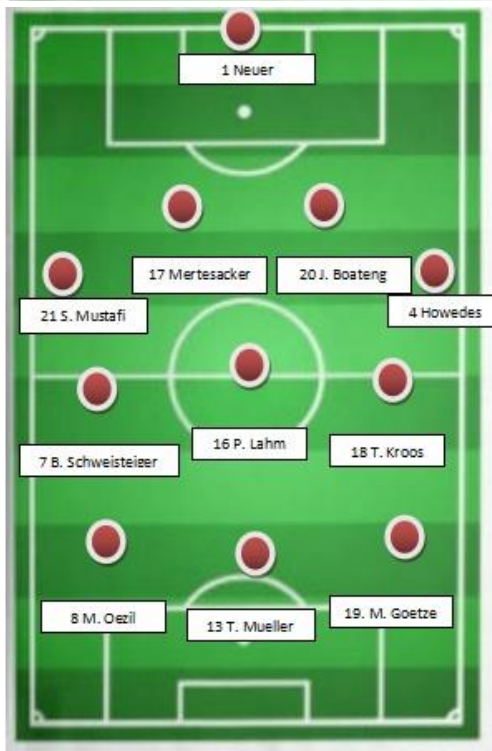 1 Neuer
17 Mertesacker
20 J. Boateng
21 S. Mustafi
4 Howedes
7 B. Schweisteiger
16 P. Lahm
18 T. Kroos
8 M. Oezil
13 T. Mueller
19. M. Goetze